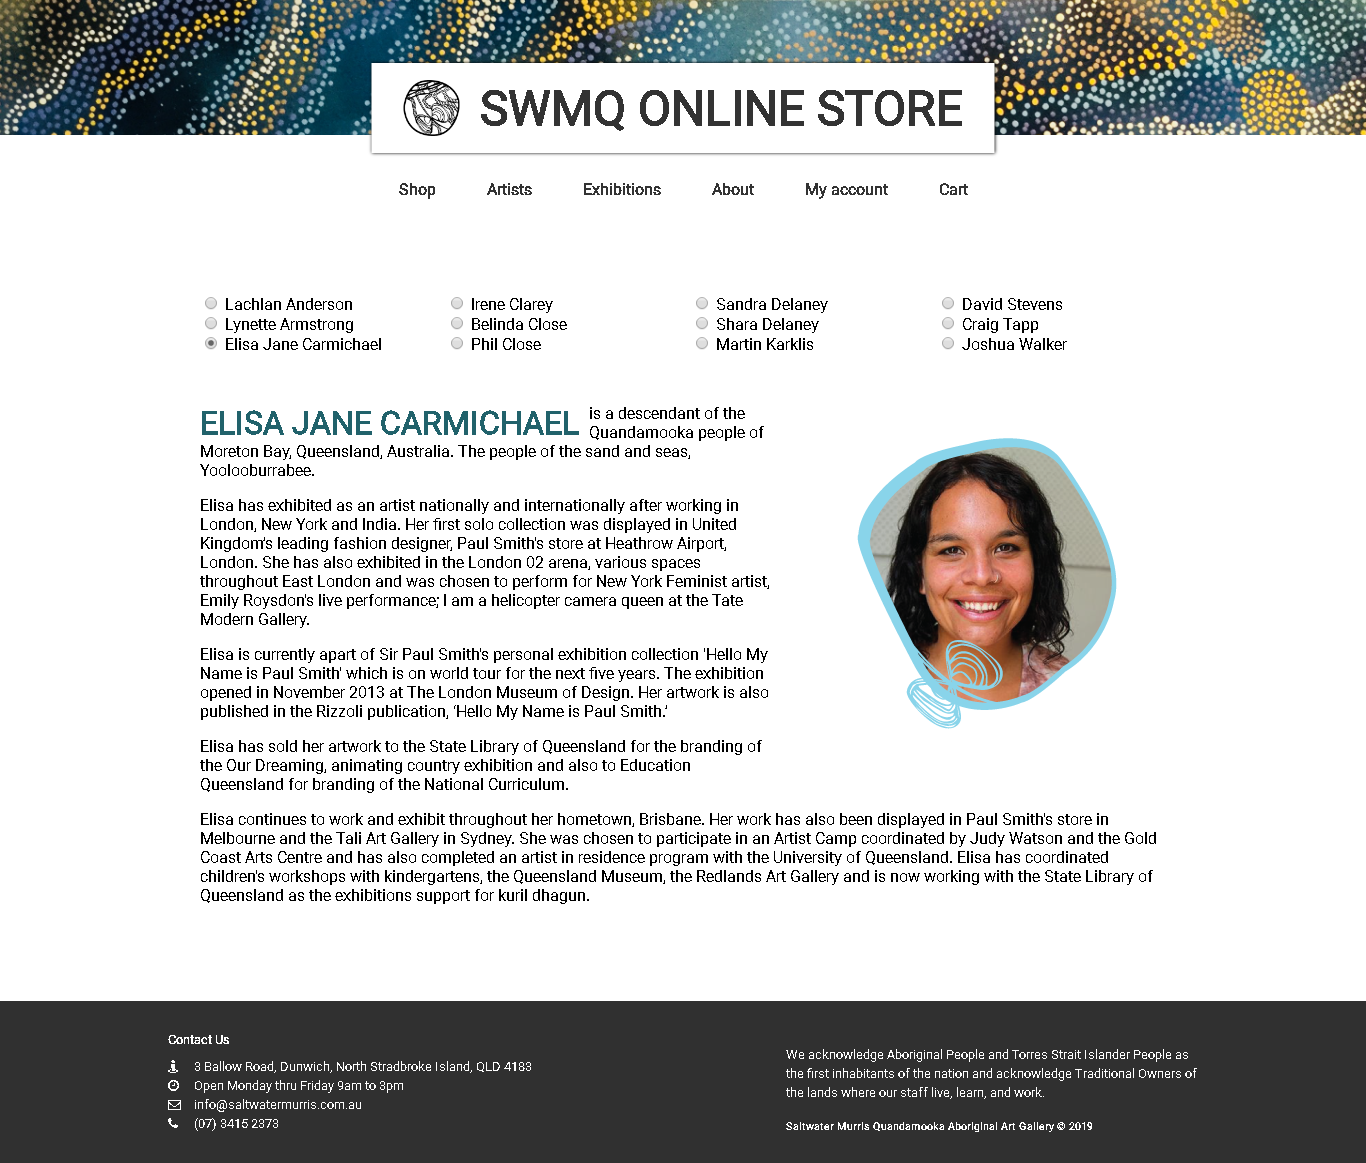 SWMQ ONLINE STORE
Shop Artists Exhibitions About My account Cart
Lachlan Anderson Irene Clarey Sandra Delaney David Stevens
Lynette Armstrong Belinda Close Shara Delaney Craig Tapp
Elisa Jane Carmichael Phil Close Martin Karklis Joshua Walker
ELISA JANE CARMICHAEL is a descendant of the
Quandamooka people of
Moreton Bay, Queensland, Australia. The people of the sand and seas,
Yoolooburrabee.
Elisa has exhibited as an artist nationally and internationally after working in
London, New York and India. Her first solo collection was displayed in United
Kingdom's leading fashion designer, Paul Smith's store at Heathrow Airport,
London. She has also exhibited in the London 02 arena, various spaces
throughout East London and was chosen to perform for New York Feminist artist,
Emily Roysdon's live performance; I am a helicopter camera queen at the Tate
Modern Gallery.
Elisa is currently apart of Sir Paul Smith's personal exhibition collection 'Hello My
Name is Paul Smith' which is on world tour for the next five years. The exhibition
opened in November 2013 at The London Museum of Design. Her artwork is also
published in the Rizzoli publication, 'Hello My Name is Paul Smith.'
Elisa has sold her artwork to the State Library of Queensland for the branding of
the Our Dreaming, animating country exhibition and also to Education
Queensland for branding of the National Curriculum.
Elisa continues to work and exhibit throughout her hometown, Brisbane. Her work has also been displayed in Paul Smith's store in
Melbourne and the Tali Art Gallery in Sydney. She was chosen to participate in an Artist Camp coordinated by Judy Watson and the Gold
Coast Arts Centre and has also completed an artist in residence program with the University of Queensland. Elisa has coordinated
children's workshops with kindergartens, the Queensland Museum, the Redlands Art Gallery and is now working with the State Library of
Queensland as the exhibitions support for kuril dhagun.
Contact Us
3 Ballow Road, Dunwich, North Stradbroke Island, QLD 4183
Open Monday thru Friday 9am to 3pm
info@saltwatermurris.com.au
(07) 3415 2373
We acknowledge Aboriginal People and Torres Strait Islander People as
the first inhabitants of the nation and acknowledge Traditional Owners of
the lands where our staff live, learn, and work.
Saltwater Murris Quandamooka Aboriginal Art Gallery © 2019